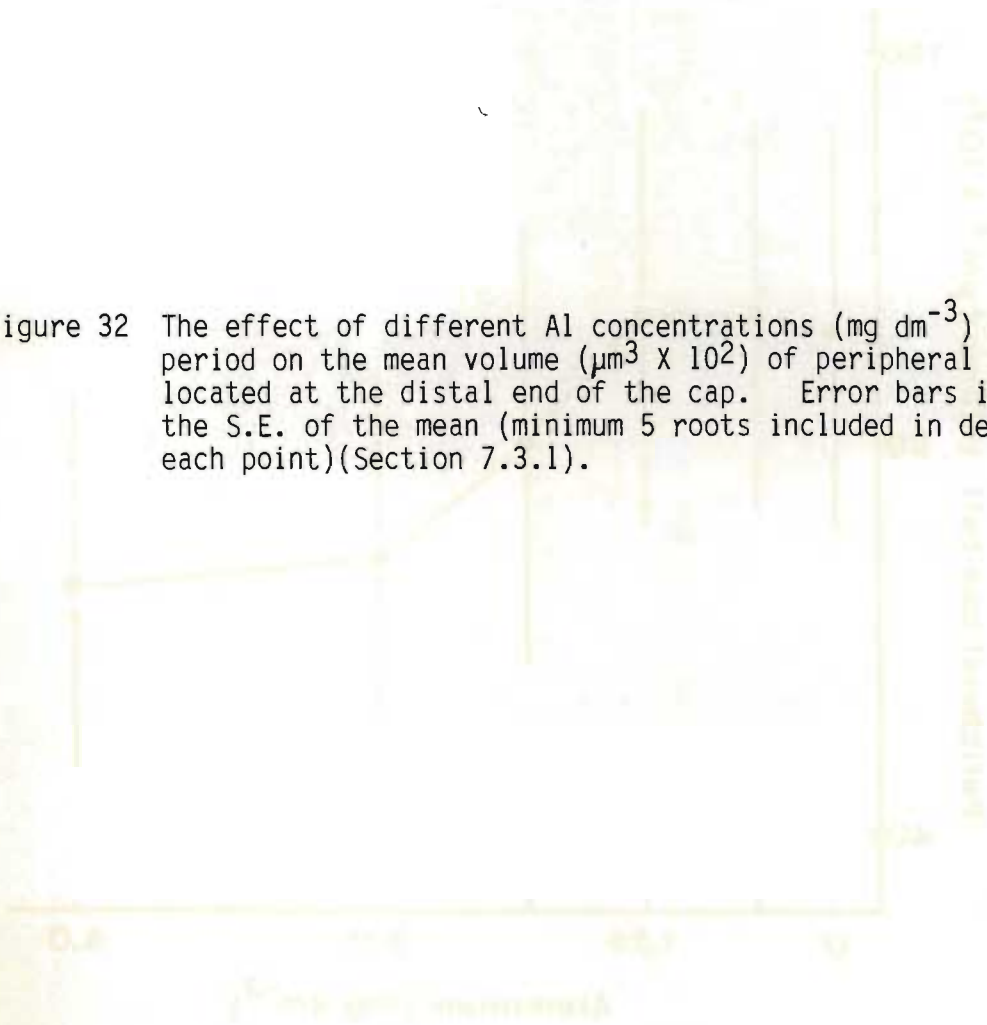 igure 32 The effect of different Al concentrations (mg dm⁻³)
period on the mean volume (µm³ X 10²) of peripheral
located at the distal end of the cap. Error bars i
the S.E. of the mean (minimum 5 roots included in de
each point)(Section 7.3.1).